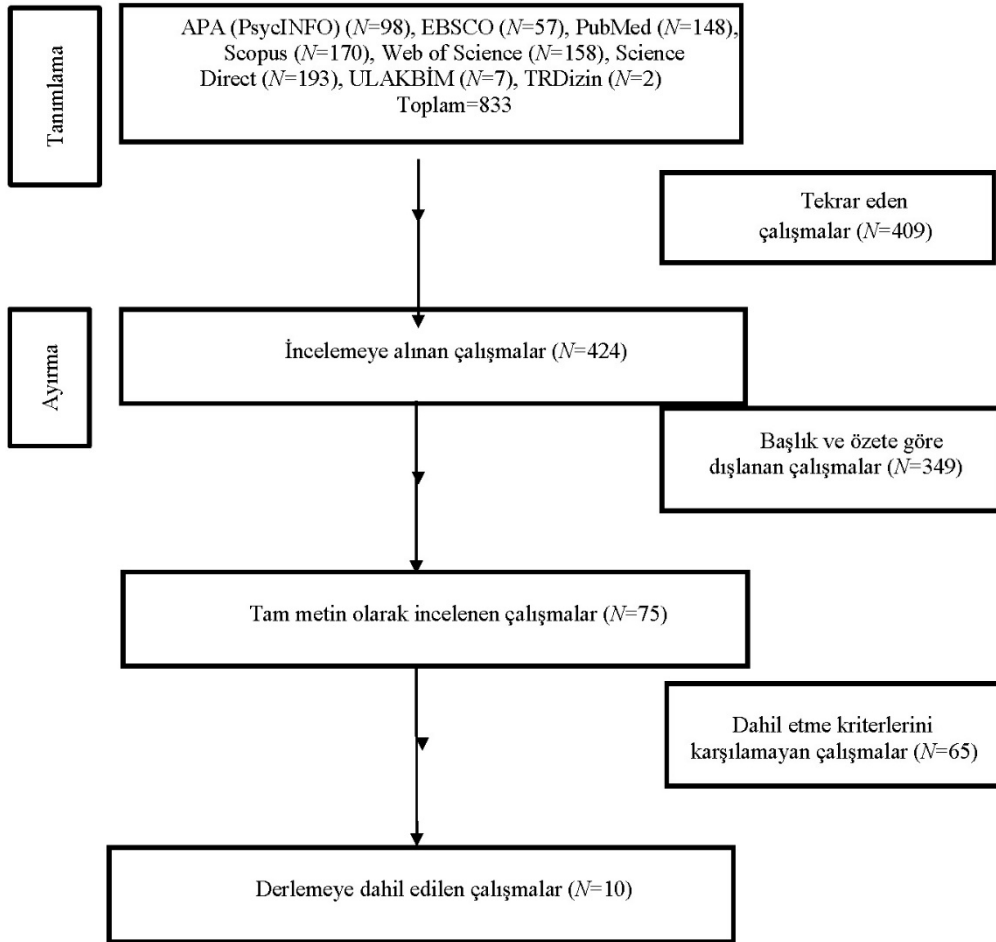 Tanımlama
APA (PsycINFO) (N=98), EBSCO (N=57), PubMed (N=148),
Scopus (N=170), Web of Science (N=158), Science
Direct (N=193), ULAKBİM (N=7), TRDizin (N=2)
Toplam=833
Tekrar eden
çalışmalar (N=409)
Ayırma
İncelemeye alınan çalışmalar (N=424)
Başlık ve özete göre
dışlanan çalışmalar (N=349)
Tam metin olarak incelenen çalışmalar (N=75)
Dahil etme kriterlerini
karşılamayan çalışmalar (N=65)
Derlemeye dahil edilen çalışmalar (N=10)